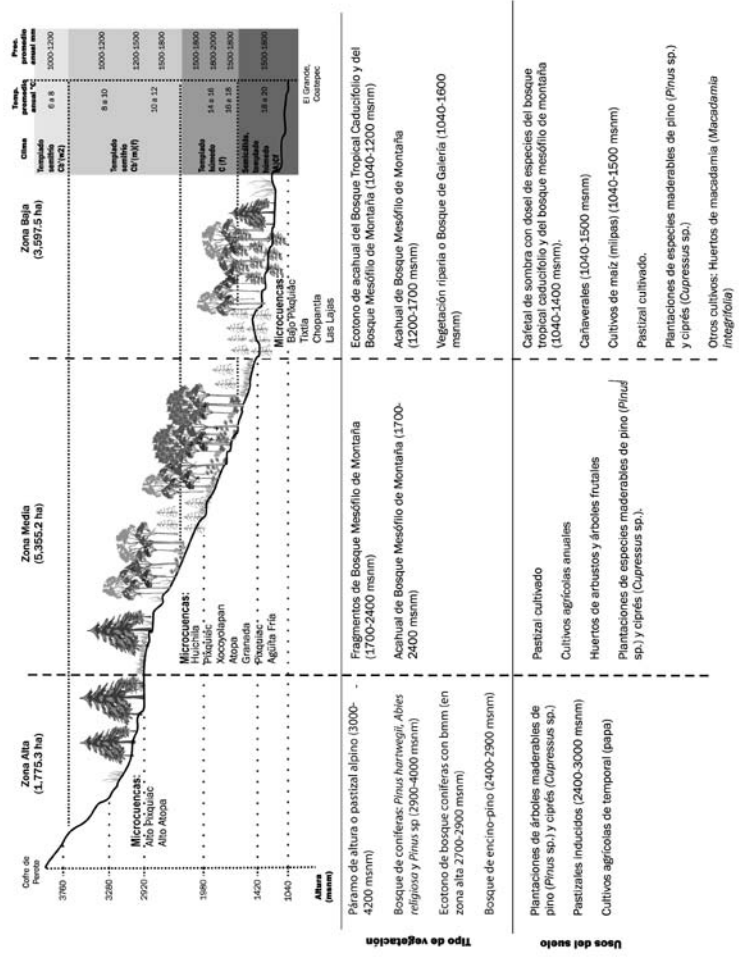 Zona Alta
(1,775.3 ha)
Zona Media
(5,355.2 ha)
Zona Baja
(3,597.5 ha)
Clima
Temp.
promedio
anual °C
Prec.
promedio
anual mm
Templado
semifrío
Cb'(m2)
6 a 8
1000-1200
Templado
semifrío
Cb'(m)(f)
8 a 10
1000-1200
10 a 12
1200-1500
1500-1800
Templado
húmedo
C (f)
14 a 16
1500-1800
1800-2000
16 a 18
1500-1800
Semicálido,
templado
húmedo
18 a 20
1500-1800
El Grande,
Coatepec
Cofre de
Perote
3760
3280
2920
1980
1420
1040
Altura
(msnm)
Microcuencas:
Alto Pixquiac
Alto Atopa
Microcuencas:
Huichila
Pixquiác
Xocoyolapan
Atopa
Granada
Pixquiac
Agüita Fría
Microcuencas:
Bajo Pixquiác
Tixtla
Chopantla
Las Lajas
Tipo de vegetación
Páramo de altura o pastizal alpino (3000-
4200 msnm)
Bosque de coníferas: Pinus hartwegii, Abies
religiosa y Pinus sp (2900-4000 msnm)
Ecotono de bosque coníferas con bmm (en
zona alta 2700-2900 msnm)
Bosque de encino-pino (2400-2900 msnm)
Fragmentos de Bosque Mesófilo de Montaña
(1700-2400 msnm)
Acahual de Bosque Mesófilo de Montaña (1700-
2400 msnm)
Ecotono de acahual del Bosque Tropical Caducifolio y del
Bosque Mesófilo de Montaña (1040-1200 msnm)
Acahual de Bosque Mesófilo de Montaña
(1200-1700 msnm)
Vegetación riparia o Bosque de Galería (1040-1600
msnm)
Usos del suelo
Plantaciones de árboles maderables de
pino (Pinus sp.) y ciprés (Cupressus sp.)
Pastizales inducidos (2400-3000 msnm)
Cultivos agrícolas de temporal (papa)
Pastizal cultivado
Cultivos agrícolas anuales
Huertos de arbustos y árboles frutales
Plantaciones de especies maderables de pino (Pinus
sp.) y ciprés (Cupressus sp.).
Cafetal de sombra con dosel de especies del bosque
tropical caducifolio y del bosque mesófilo de montaña
(1040-1400 msnm).
Cañaverales (1040-1500 msnm)
Cultivos de maíz (milpas) (1040-1500 msnm)
Pastizal cultivado.
Plantaciones de especies maderables de pino (Pinus sp.)
y ciprés (Cupressus sp.)
Otros cultivos: Huertos de macadamia (Macadamia
integrifolia)